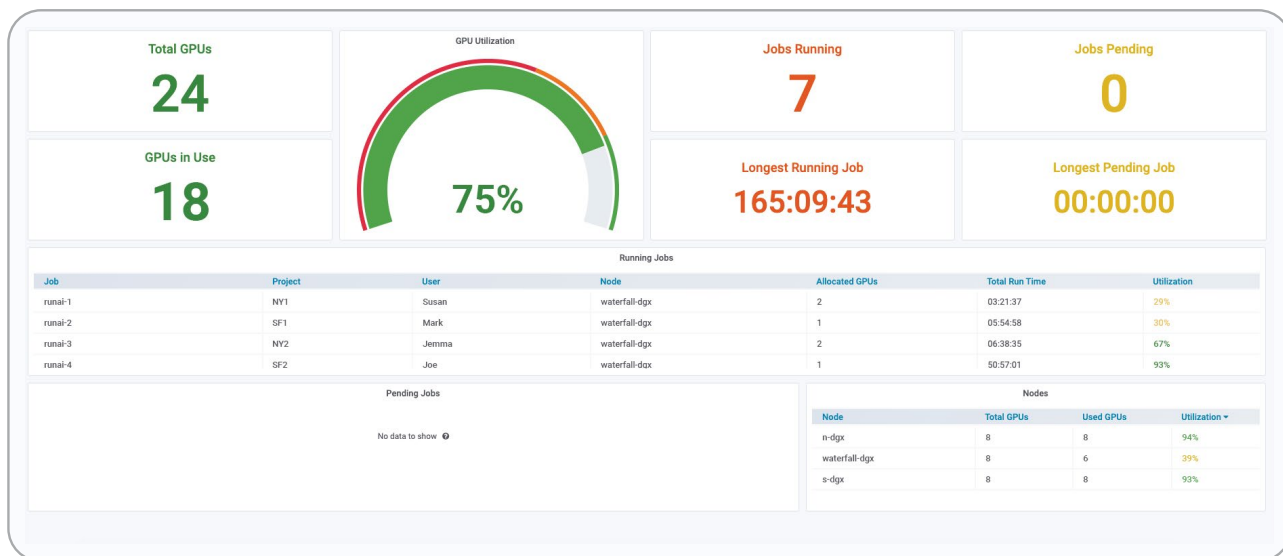 Total GPUs
24
GPU Utilization
75%
Jobs Running
7
Jobs Pending
0
GPUs in Use
18
Longest Running Job
165:09:43
Longest Pending Job
00:00:00
Running Jobs
Job Project User Node Allocated GPUs Total Run Time Utilization
runai-1 NY1 Susan waterfall-dgx 2 03:21:37 29%
runai-2 SF1 Mark waterfall-dgx 1 05:54:58 30%
runai-3 NY2 Jemma waterfall-dgx 2 06:38:35 67%
runai-4 SF2 Joe waterfall-dgx 1 50:57:01 93%
Pending Jobs
No data to show
Nodes
Node Total GPUs Used GPUs Utilization
n-dgx 8 8 94%
waterfall-dgx 8 6 39%
s-dgx 8 8 93%